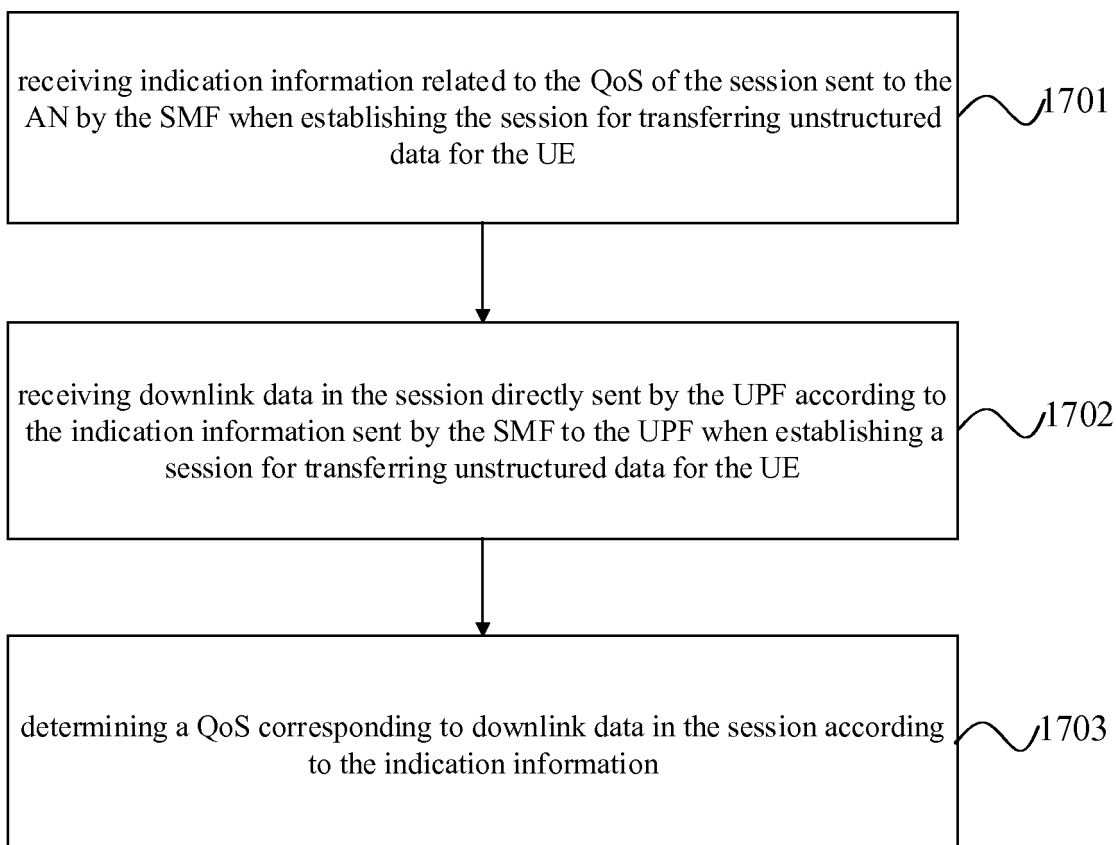 receiving indication information related to the QoS of the session sent to the
AN by the SMF when establishing the session for transferring unstructured
data for the UE
1701
receiving downlink data in the session directly sent by the UPF according to
the indication information sent by the SMF to the UPF when establishing a
session for transferring unstructured data for the UE
1702
determining a QoS corresponding to downlink data in the session according
to the indication information
1703